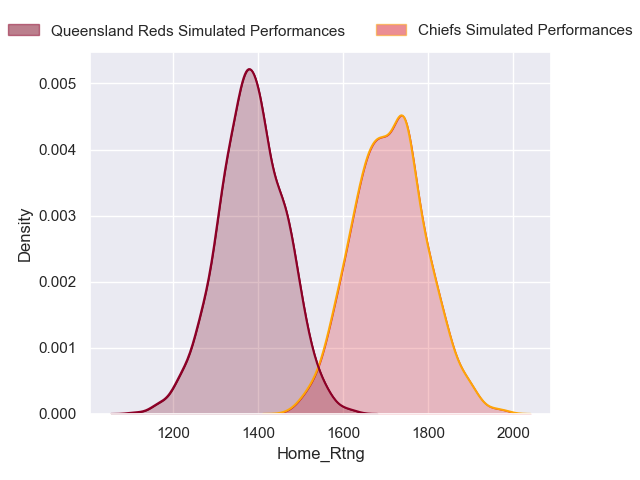 Queensland Reds Simulated Performances
Chiefs Simulated Performances
0.005
0.004
0.003
0.002
0.001
0.000
Density
1200
1400
1600
1800
2000
Home_Rtng